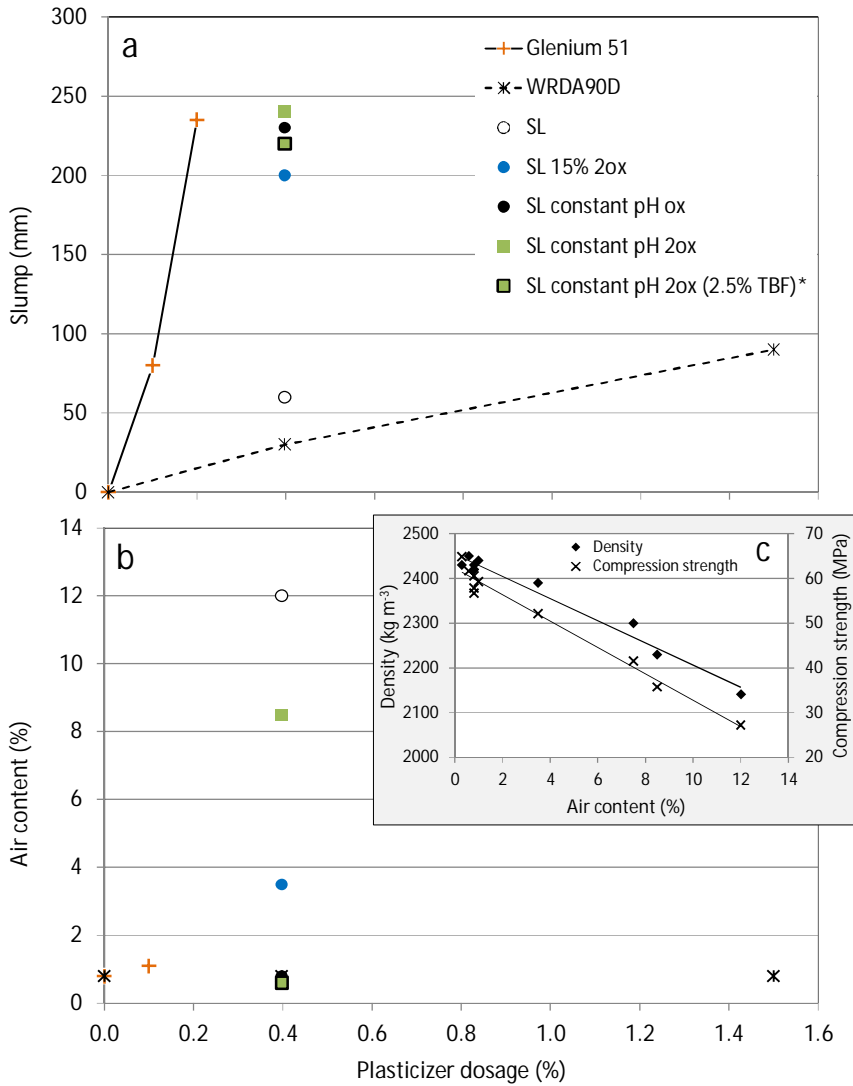 a
300
250
200
150
100
50
0
Slump (mm)
Glenium 51
WRDA90D
SL
SL 15% 2ox
SL constant pH ox
SL constant pH 2ox
SL constant pH 2ox (2.5% TBF)*
b
14
12
10
8
6
4
2
0
Air content (%)
0.0 0.2 0.4 0.6 0.8 1.0 1.2 1.4 1.6
Plasticizer dosage (%)
c
Density
Compression strength
2500
2400
2300
2200
2100
2000
Density (kg m-3)
70
60
50
40
30
20
Compression strength (MPa)
0 2 4 6 8 10 12 14
Air content (%)